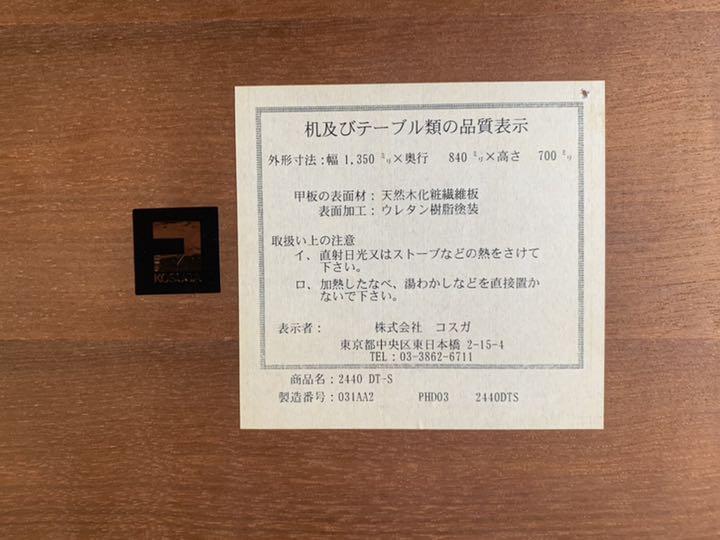 机及びテーブル類の品質表示
外形寸法:幅 1,350 ㍉×奥行 840 ㍉×高さ 700 ㍉
甲板の表面材:天然木化粧繊維板
表面加工:ウレタン樹脂塗装
取扱い上の注意
イ、直射日光又はストーブなどの熱をさけて
下さい。
ロ、加熱したなべ、湯わかしなどを直接置か
ないで下さい。
表示者: 株式会社 コスガ
東京都中央区東日本橋 2-15-4
TEL:03-3862-6711
商品名:2440 DT-S
製造番号:031AA2 PHD03 2440DTS
KOSUGA